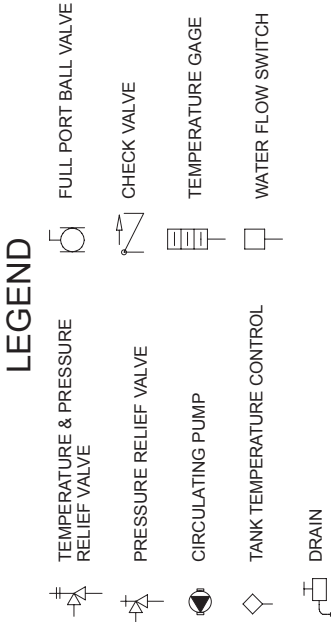 LEGEND
TEMPERATURE & PRESSURE
RELIEF VALVE
PRESSURE RELIEF VALVE
CIRCULATING PUMP
TANK TEMPERATURE CONTROL
DRAIN
FULL PORT BALL VALVE
CHECK VALVE
TEMPERATURE GAGE
WATER FLOW SWITCH